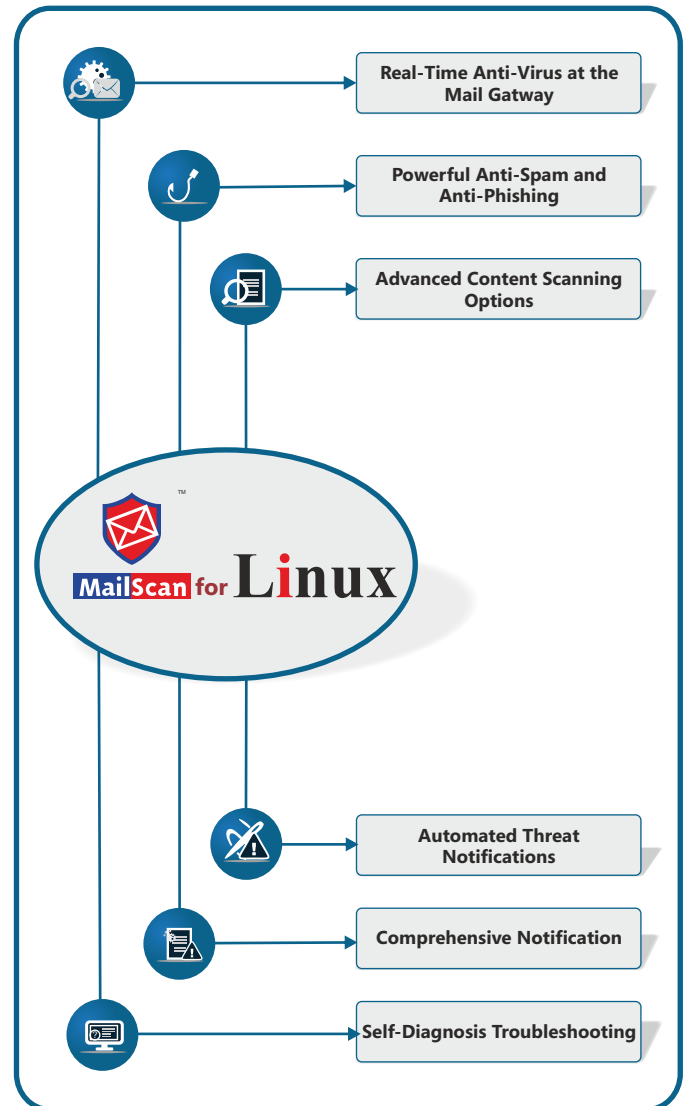 Real-Time Anti-Virus at the
Mail Gatway
Powerful Anti-Spam and
Anti-Phishing
Advanced Content Scanning
Options
TM
MailScan for Linux
Automated Threat
Notifications
Comprehensive Notification
Self-Diagnosis Troubleshooting